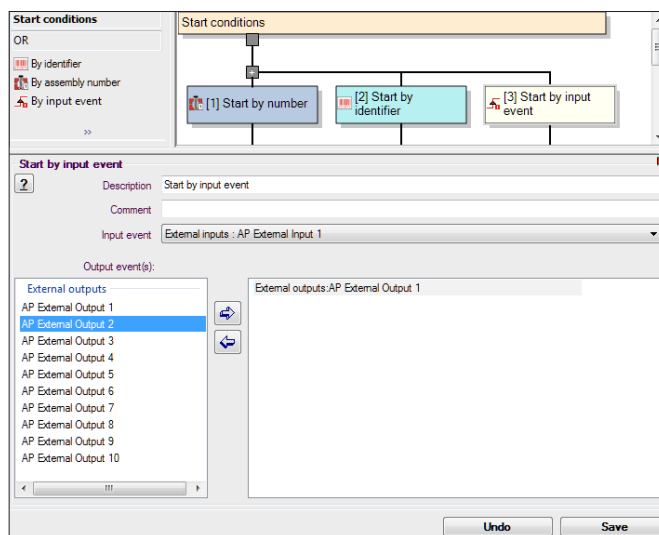 Start conditions
OR
By identifier
By assembly number
By input event
Start conditions
[1] Start by number
[2] Start by
identifier
[3] Start by input
event
Start by input event
?
Description
Start by input event
Comment
Input event
External inputs : AP External Input 1
Output event(s):
External outputs
AP External Output 1
AP External Output 2
AP External Output 3
AP External Output 4
AP External Output 5
AP External Output 6
AP External Output 7
AP External Output 8
AP External Output 9
AP External Output 10
External outputs:AP External Output 1
Undo
Save